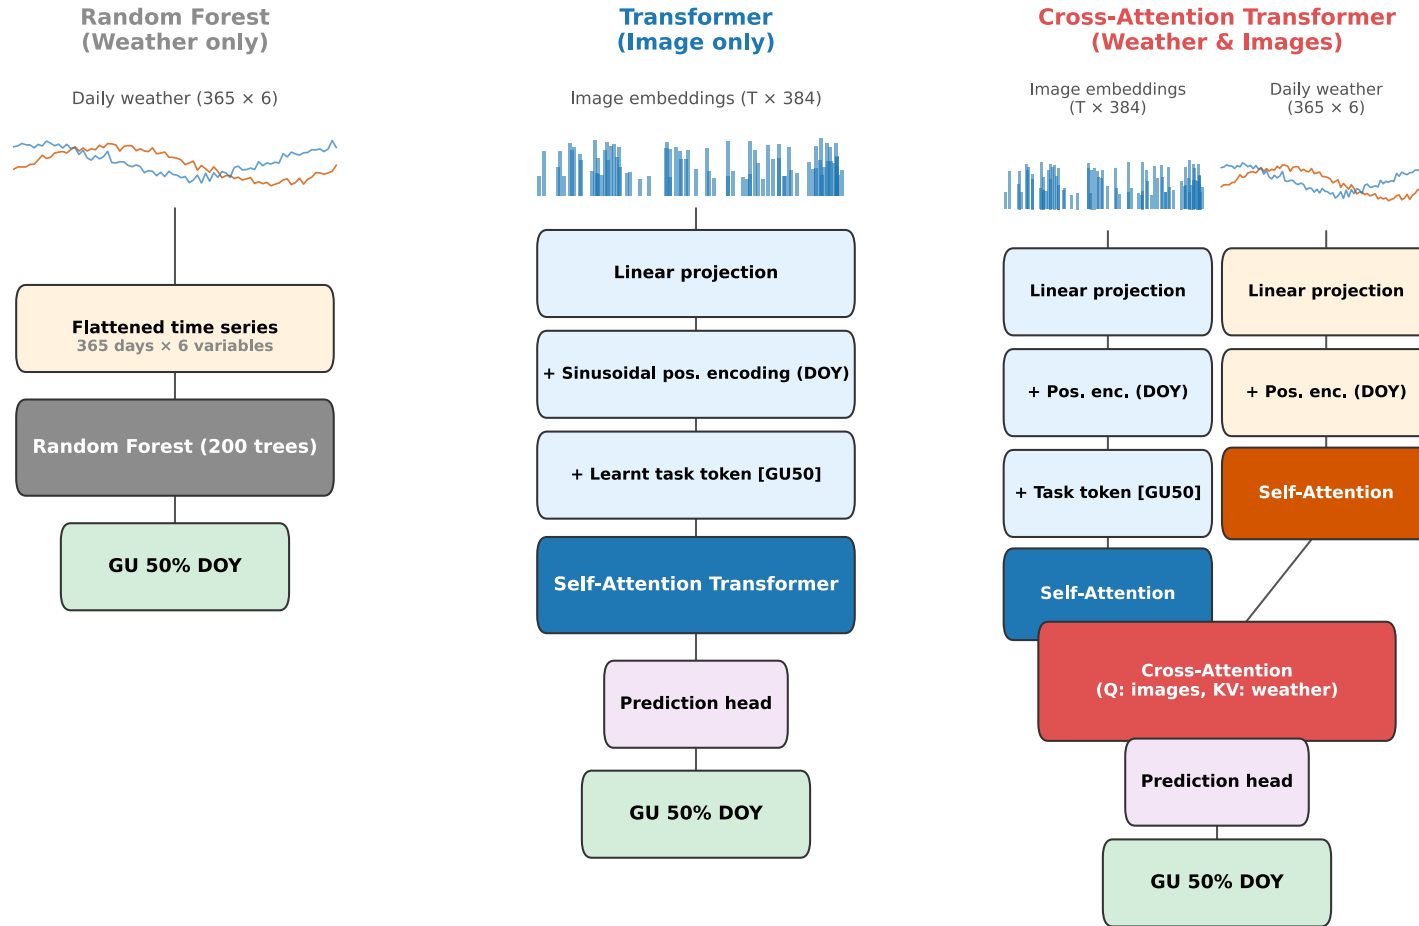 Random Forest
(Weather only)
Daily weather (365 × 6)
Flattened time series
365 days × 6 variables
Random Forest (200 trees)
GU 50% DOY
Transformer
(Image only)
Image embeddings (T × 384)
Linear projection
+ Sinusoidal pos. encoding (DOY)
+ Learnt task token [GU50]
Self-Attention Transformer
Prediction head
GU 50% DOY
Cross-Attention Transformer
(Weather & Images)
Image embeddings
(T × 384)
Linear projection
+ Pos. enc. (DOY)
+ Task token [GU50]
Self-Attention
Daily weather
(365 × 6)
Linear projection
+ Pos. enc. (DOY)
Self-Attention
Cross-Attention
(Q: images, KV: weather)
Prediction head
GU 50% DOY